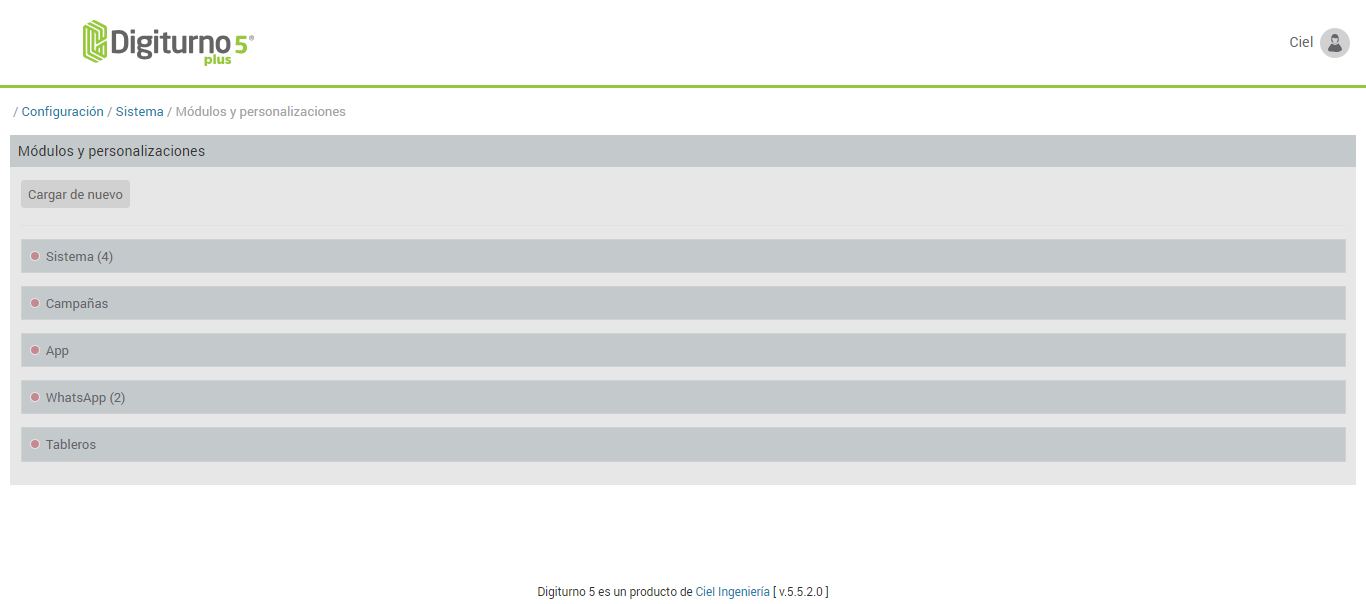 Digiturno 5®
plus
Ciel
/ Configuración / Sistema / Módulos y personalizaciones
Módulos y personalizaciones
Cargar de nuevo
Sistema (4)
Campañas
App
WhatsApp (2)
Tableros
Digiturno 5 es un producto de Ciel Ingeniería [ v.5.5.2.0 ]